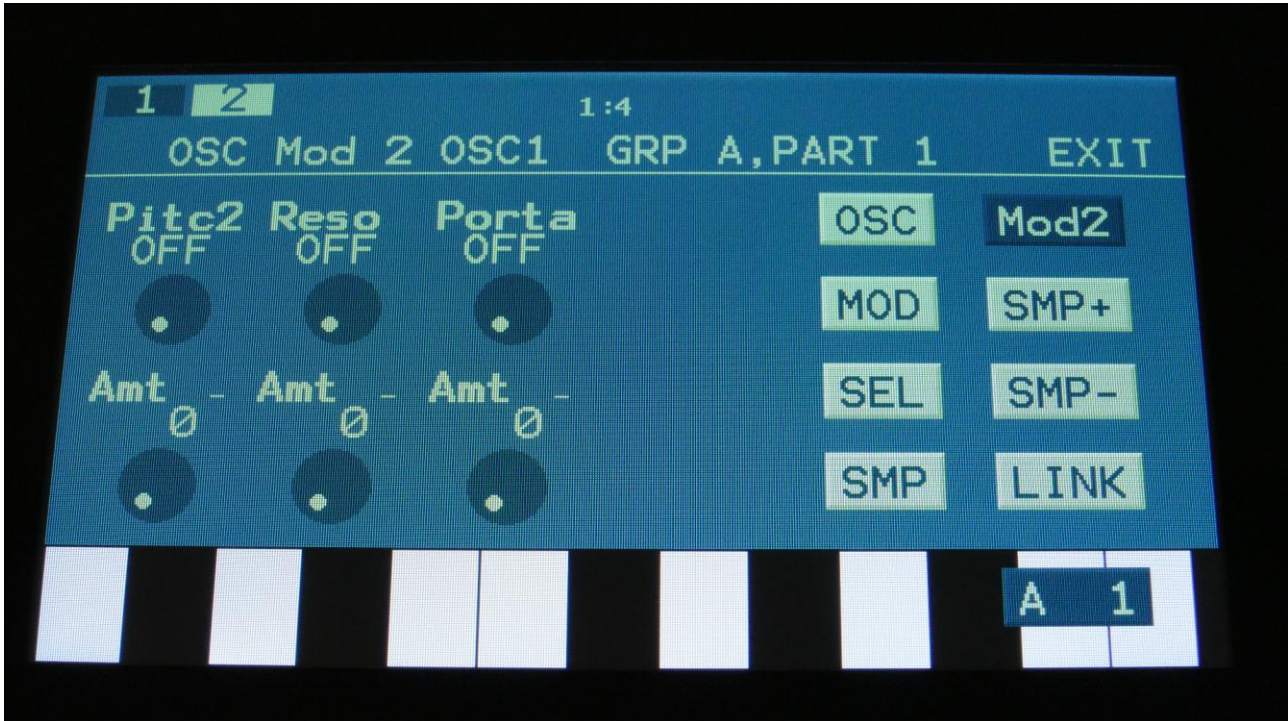 1 2 1:4
OSC Mod 2 OSC1 GRP A,PART 1 EXIT
Pitc2 Reso Porta OSC Mod2
OFF OFF OFF
MOD SMP+
Amt - Amt - Amt - SEL SMP-
0 0 0
SMP LINK
A 1